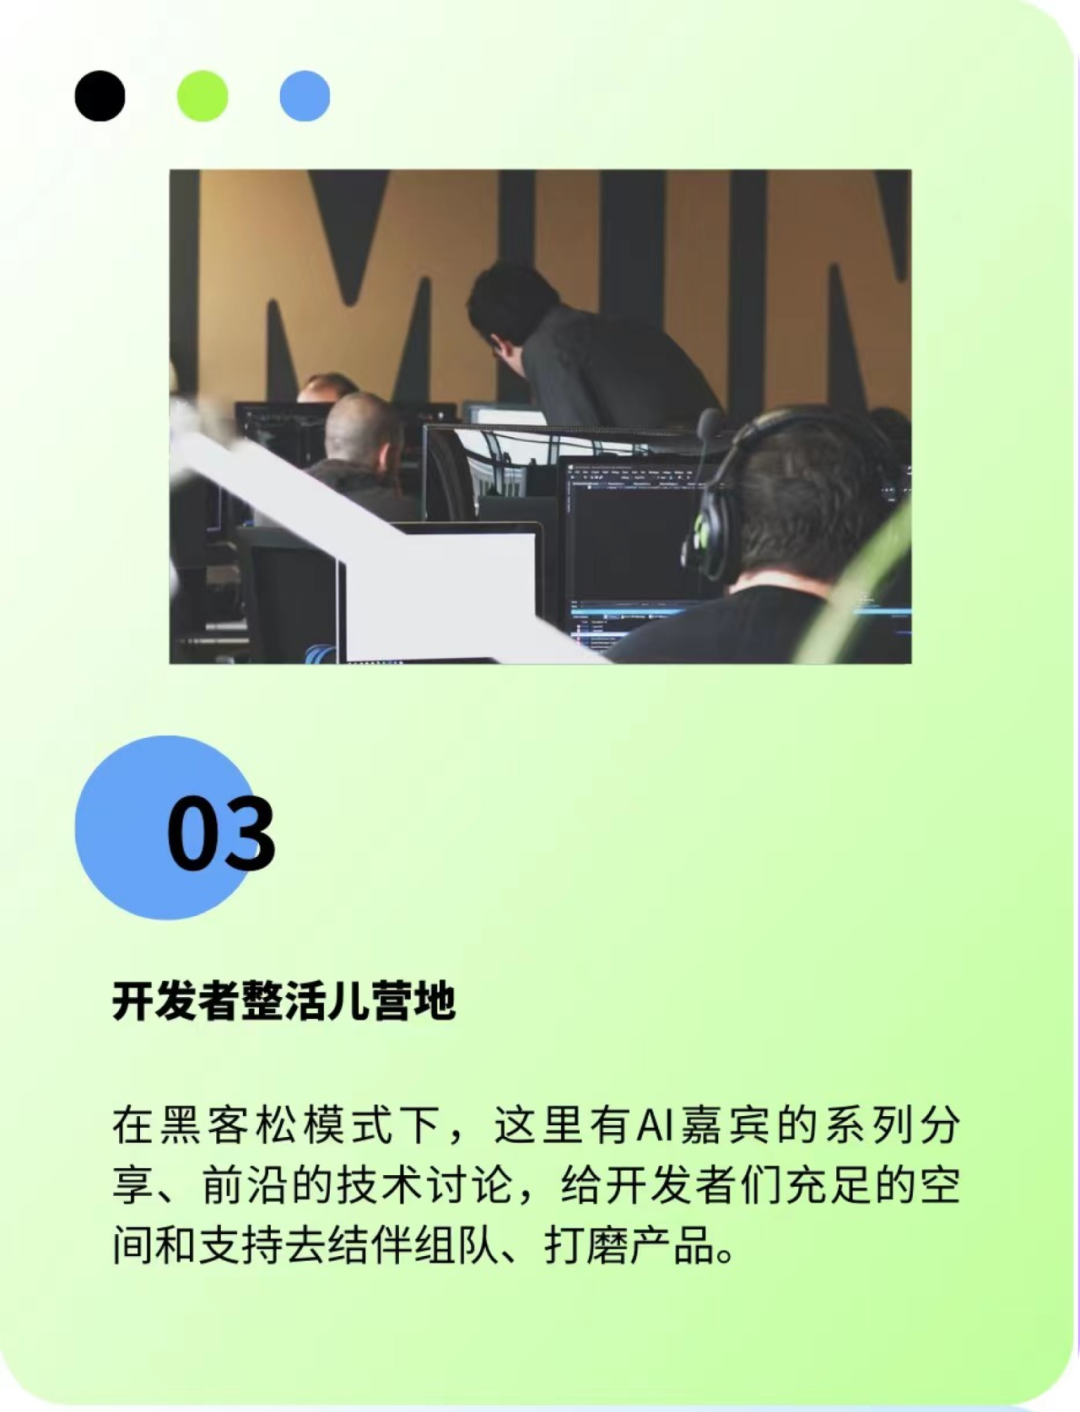 MIN
03
开发者整活儿营地
在黑客松模式下，这里有AI嘉宾的系列分
享、前沿的技术讨论，给开发者们充足的空
间和支持去结伴组队、打磨产品。